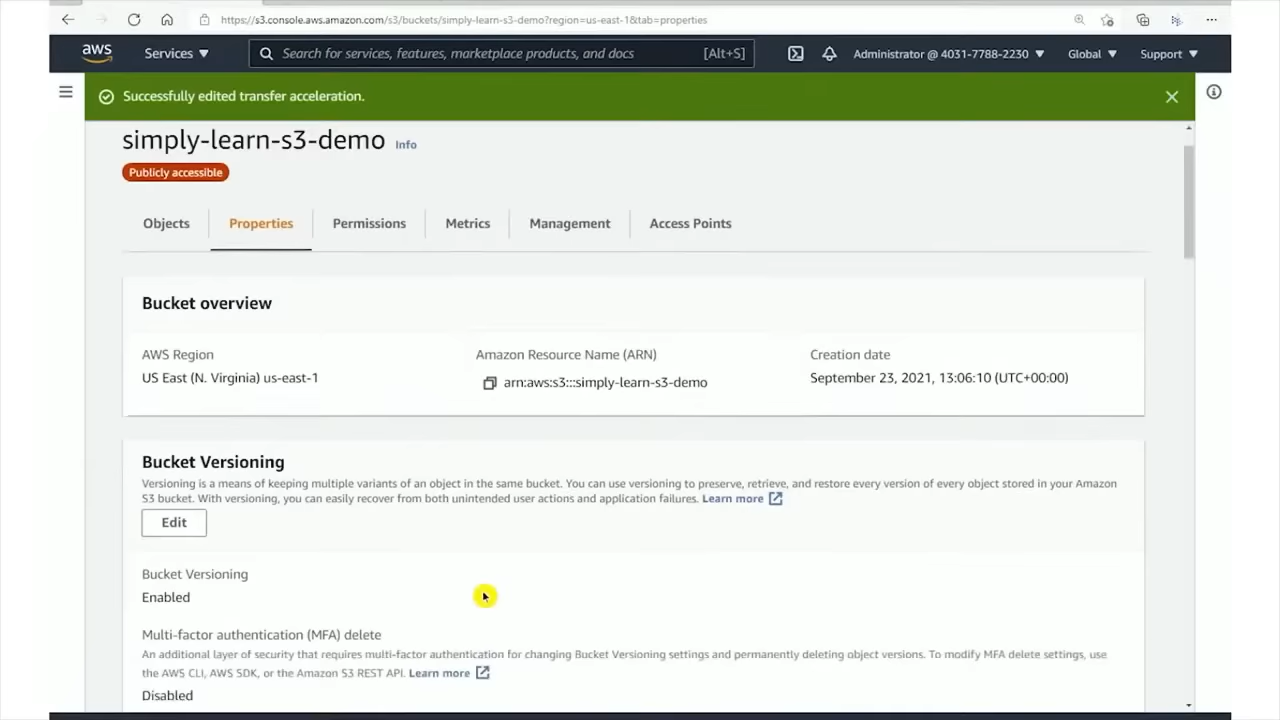 https://s3.console.aws.amazon.com/s3/buckets/simply-learn-s3-demo?region=us-east-1&tab=properties
aws Services Search for services, features, marketplace products, and docs [Alt+S] Administrator @ 4031-7788-2230 Global Support
Successfully edited transfer acceleration.
simply-learn-s3-demo Info
Publicly accessible
Objects Properties Permissions Metrics Management Access Points
Bucket overview
AWS Region Amazon Resource Name (ARN) Creation date
US East (N. Virginia) us-east-1 arn:aws:s3:::simply-learn-s3-demo September 23, 2021, 13:06:10 (UTC+00:00)
Bucket Versioning
Versioning is a means of keeping multiple variants of an object in the same bucket. You can use versioning to preserve, retrieve, and restore every version of every object stored in your Amazon
S3 bucket. With versioning, you can easily recover from both unintended user actions and application failures. Learn more
Edit
Bucket Versioning
Enabled
Multi-factor authentication (MFA) delete
An additional layer of security that requires multi-factor authentication for changing Bucket Versioning settings and permanently deleting object versions. To modify MFA delete settings, use
the AWS CLI, AWS SDK, or the Amazon S3 REST API. Learn more
Disabled